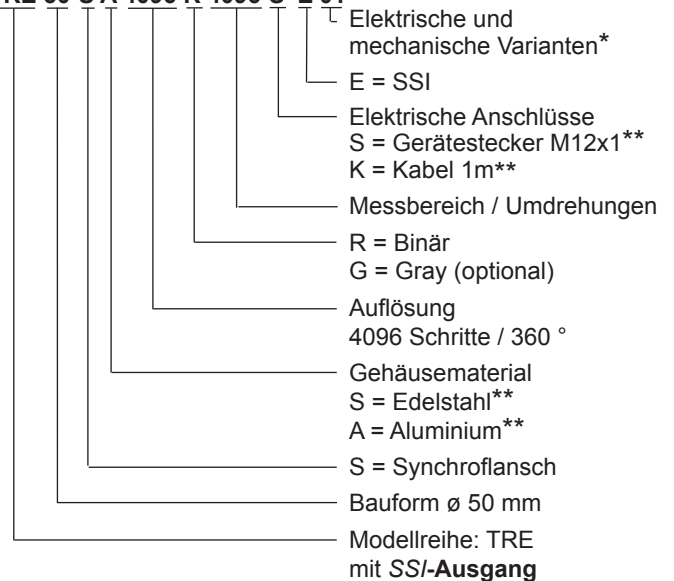 Elektrische und
mechanische Varianten*
E = SSI
Elektrische Anschlüsse
S = Gerätestecker M12x1**
K = Kabel 1m**
Messbereich / Umdrehungen
R = Binär
G = Gray (optional)
Auflösung
4096 Schritte / 360 °
Gehäusematerial
S = Edelstahl**
A = Aluminium**
S = Synchroflansch
Bauform ø 50 mm
Modellreihe: TRE
mit SSI-Ausgang